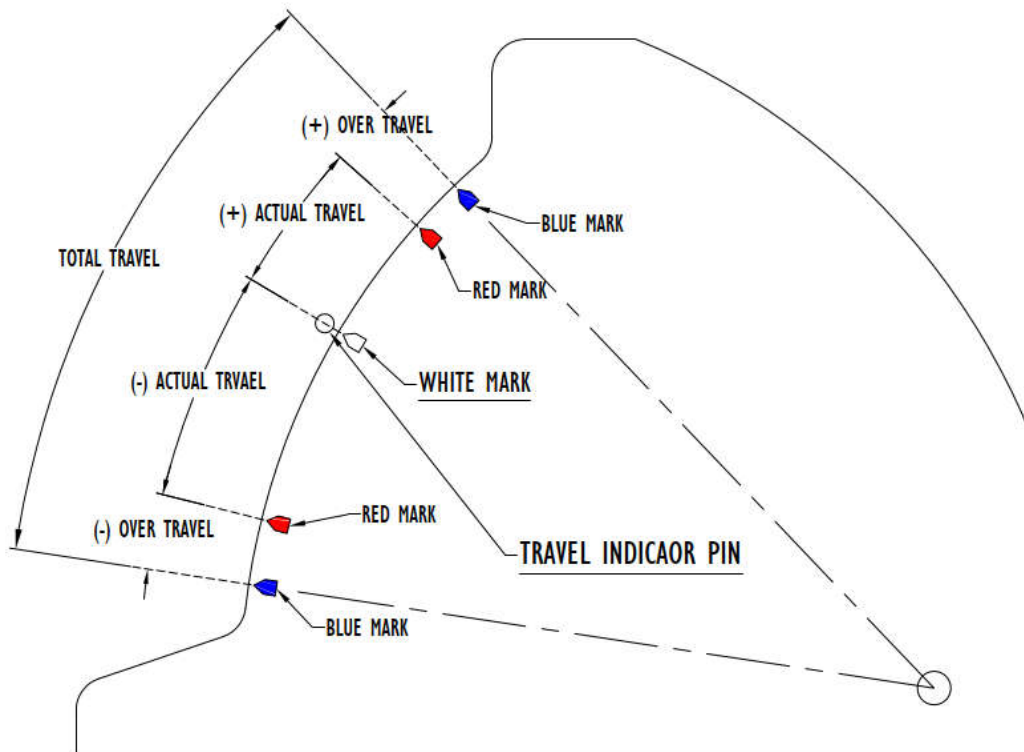 (+) OVER TRAVEL
(+) ACTUAL TRAVEL
BLUE MARK
TOTAL TRAVEL
RED MARK
(-) ACTUAL TRVAEL
WHITE MARK
RED MARK
(-) OVER TRAVEL
TRAVEL INDICAOR PIN
BLUE MARK